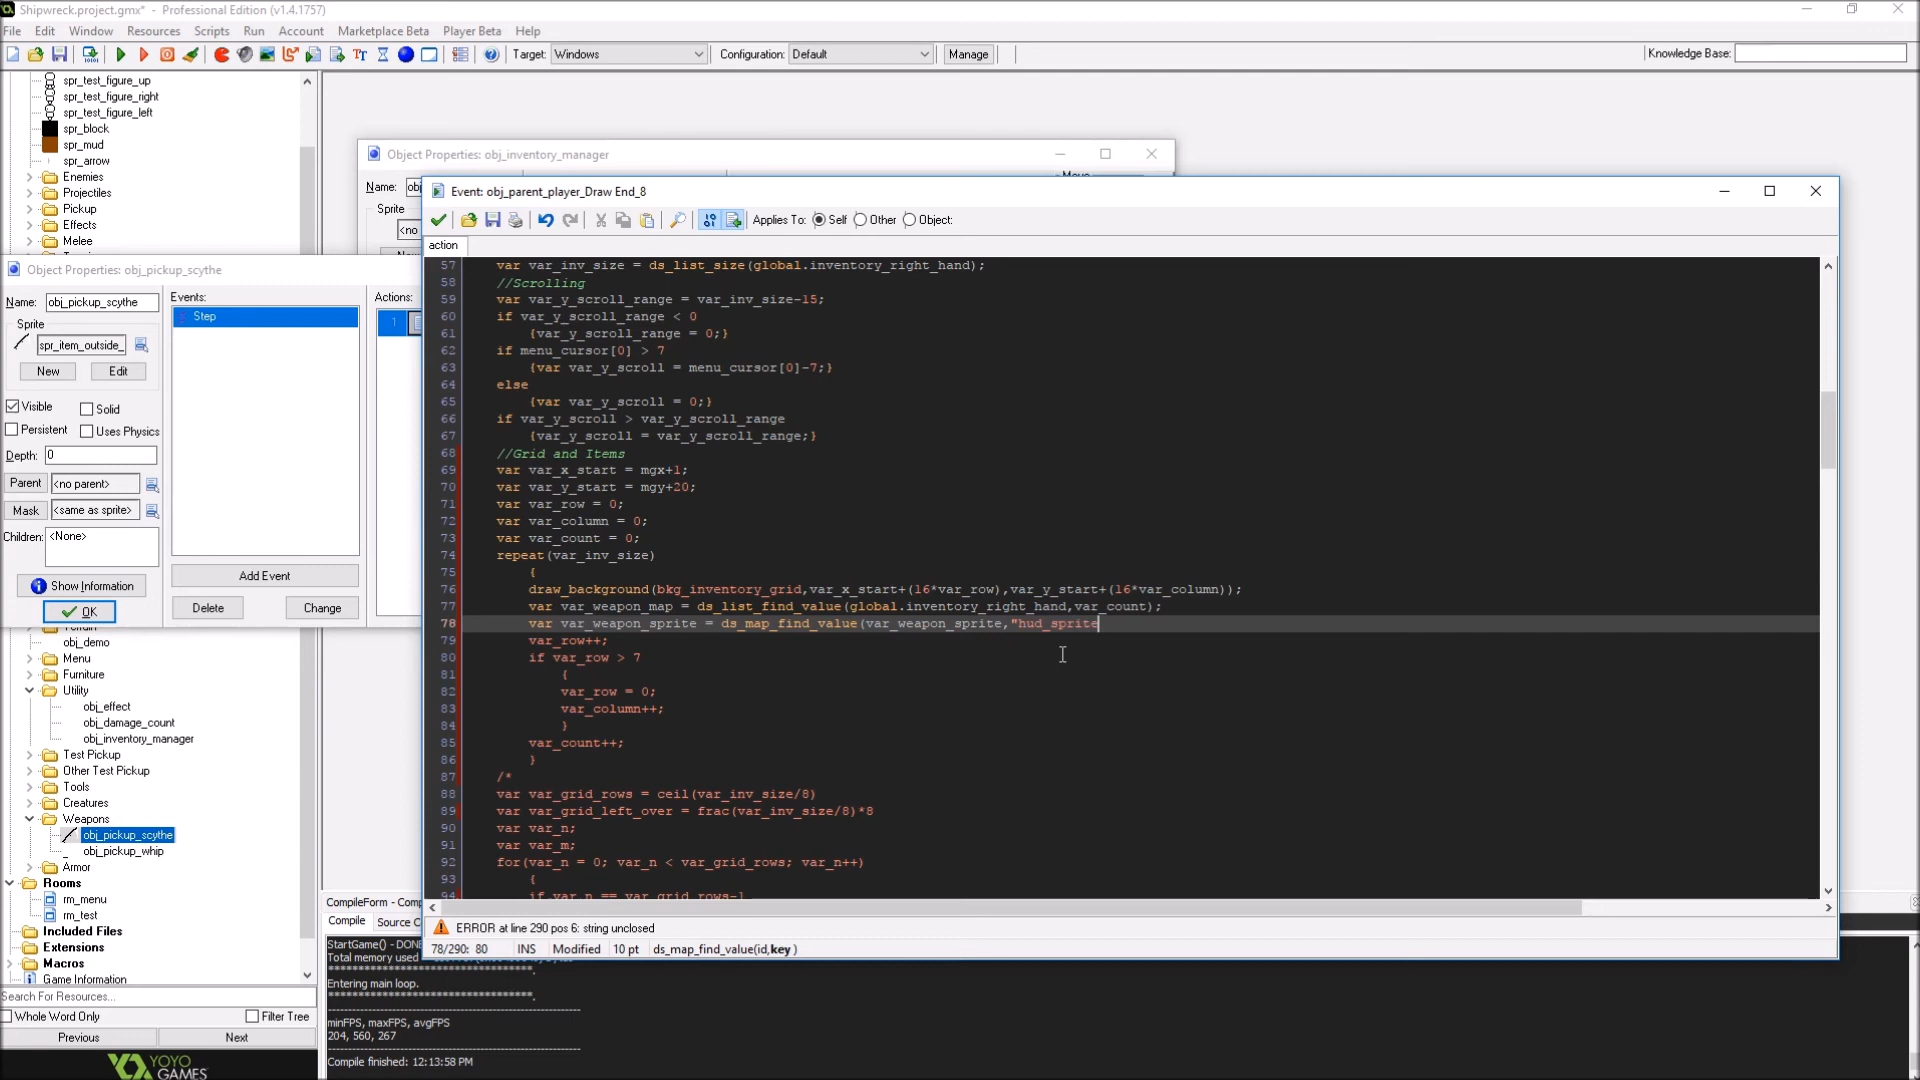 Shipwreck.project.gmx* - Professional Edition (v1.4.1757)
File Edit Window Resources Scripts Run Account Marketplace Beta Player Beta Help
Target: Windows Configuration: Default Manage Knowledge Base:
spr_test_figure_up
spr_test_figure_right
spr_test_figure_left
spr_block
spr_mud
spr_arrow
Enemies
Projectiles
Pickup
Effects
Melee
Object Properties: obj_inventory_manager
Name: obj
Sprite
<no
Object Properties: obj_pickup_scythe
Name: obj_pickup_scythe
Sprite
spr_item_outside_
New Edit
Visible Solid
Persistent Uses Physics
Depth: 0
Parent <no parent>
Mask <same as sprite>
Children: <None>
Show Information
OK
Events:
Step
Add Event
Delete Change
Actions:
1
obj_demo
Menu
Furniture
Utility
obj_effect
obj_damage_count
obj_inventory_manager
Test Pickup
Other Test Pickup
Tools
Creatures
Weapons
obj_pickup_scythe
obj_pickup_whip
Armor
Rooms
rm_menu
rm_test
Included Files
Extensions
Macros
Game Information
Search For Resources...
Whole Word Only Filter Tree
Previous Next
YOYO
GAMES
Event: obj_parent_player_Draw End_8
Applies To: Self Other Object:
action
57 var var_inv_size = ds_list_size(global.inventory_right_hand);
58 //Scrolling
59 var var_y_scroll_range = var_inv_size-15;
60 if var_y_scroll_range < 0
61 {var_y_scroll_range = 0;}
62 if menu_cursor[0] > 7
63 {var var_y_scroll = menu_cursor[0]-7;}
64 else
65 {var var_y_scroll = 0;}
66 if var_y_scroll > var_y_scroll_range
67 {var_y_scroll = var_y_scroll_range;}
68 //Grid and Items
69 var var_x_start = mgx+1;
70 var var_y_start = mgy+20;
71 var var_row = 0;
72 var var_column = 0;
73 var var_count = 0;
74 repeat(var_inv_size)
75 {
76 draw_background(bkg_inventory_grid,var_x_start+(16*var_row),var_y_start+(16*var_column));
77 var var_weapon_map = ds_list_find_value(global.inventory_right_hand,var_count);
78 var var_weapon_sprite = ds_map_find_value(var_weapon_sprite,"hud_sprite
79 var_row++;
80 if var_row > 7
81 {
82 var_row = 0;
83 var_column++;
84 }
85 var_count++;
86 }
87 /*
88 var var_grid_rows = ceil(var_inv_size/8)
89 var var_grid_left_over = frac(var_inv_size/8)*8
90 var var_n;
91 var var_m;
92 for(var_n = 0; var_n < var_grid_rows; var_n++)
93 {
94 if var_n == var_grid_rows-1
ERROR at line 290 pos 6: string unclosed
78/290: 80 INS Modified 10 pt ds_map_find_value(id,key )
CompileForm - Comp
Compile Source C
StartGame() - DONE
Total memory used
Entering main loop.
minFPS, maxFPS, avgFPS
204, 560, 267
Compile finished: 12:13:58 PM